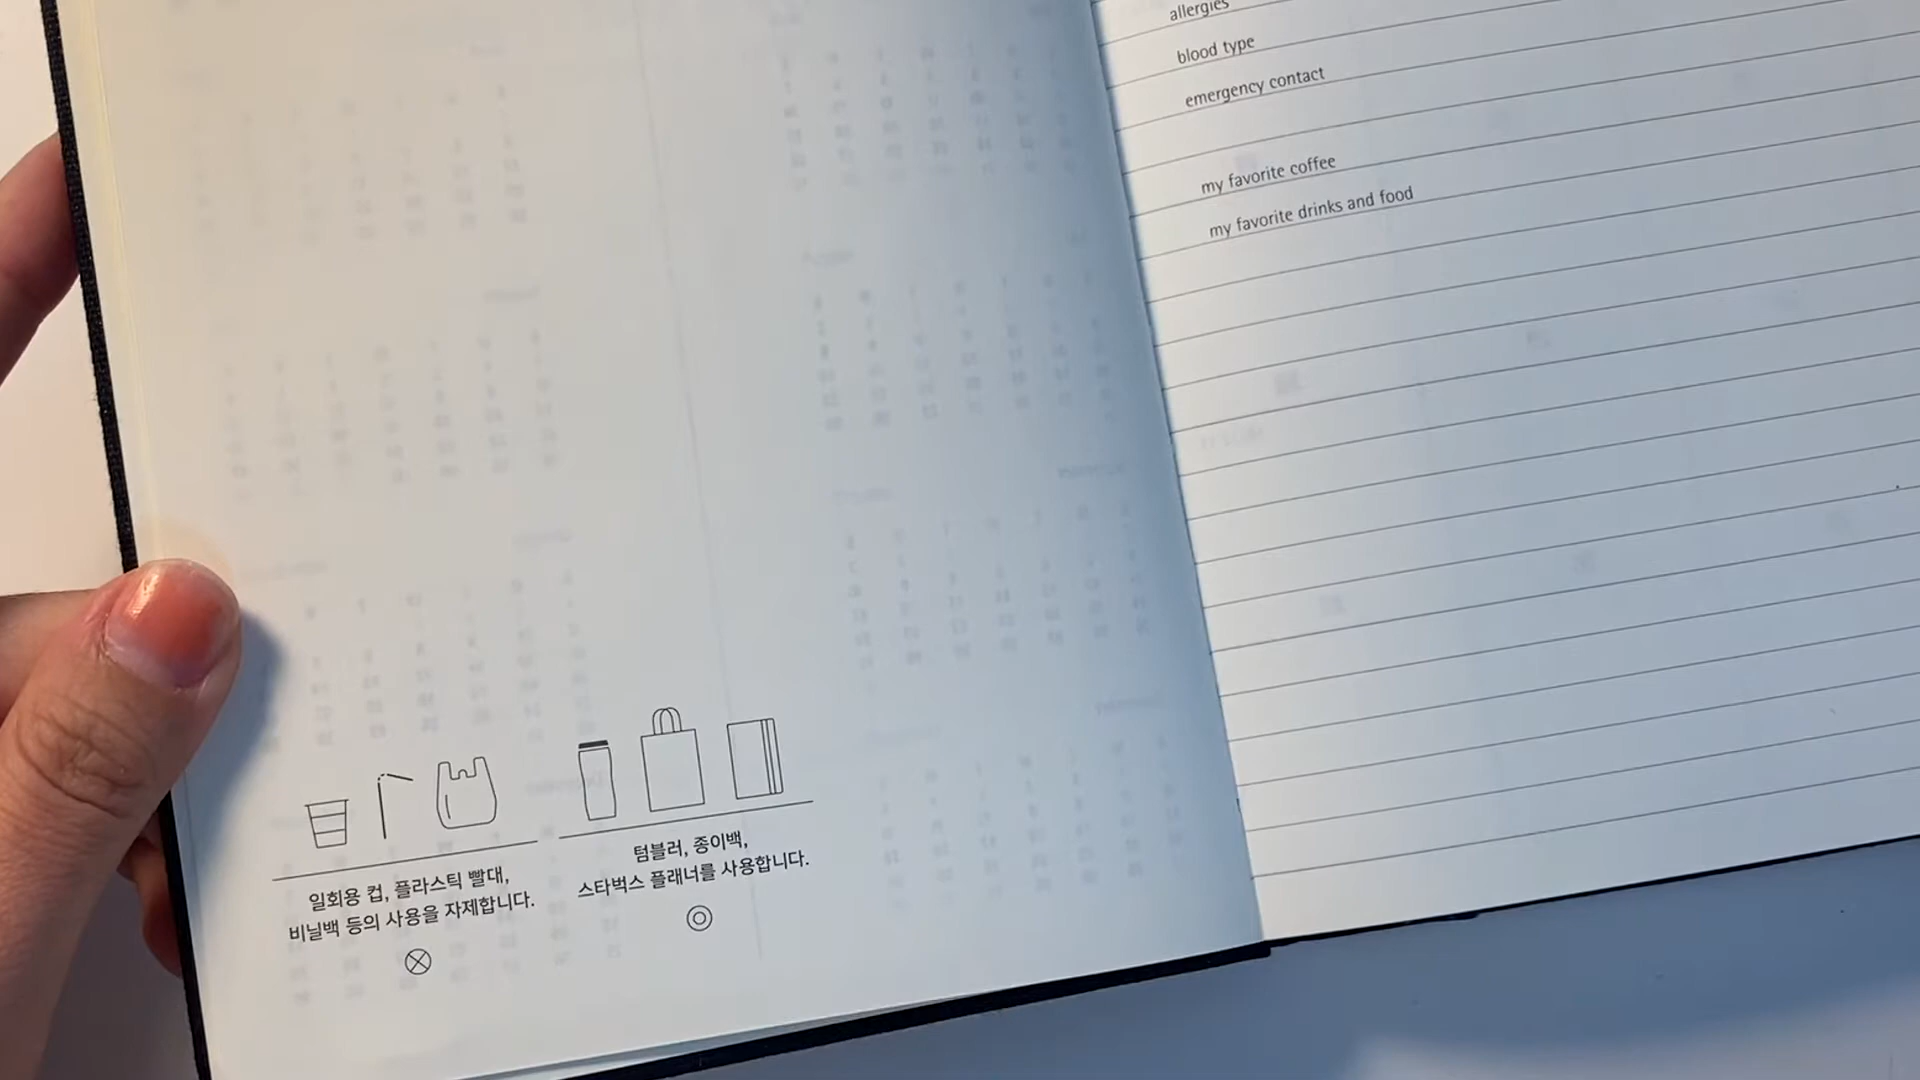 일회용 컵, 플라스틱 빨대,
비닐백 등의 사용을 자제합니다.
텀블러, 종이백,
스타벅스 플래너를 사용합니다.
allergies
blood type
emergency contact
my favorite coffee
my favorite drinks and food